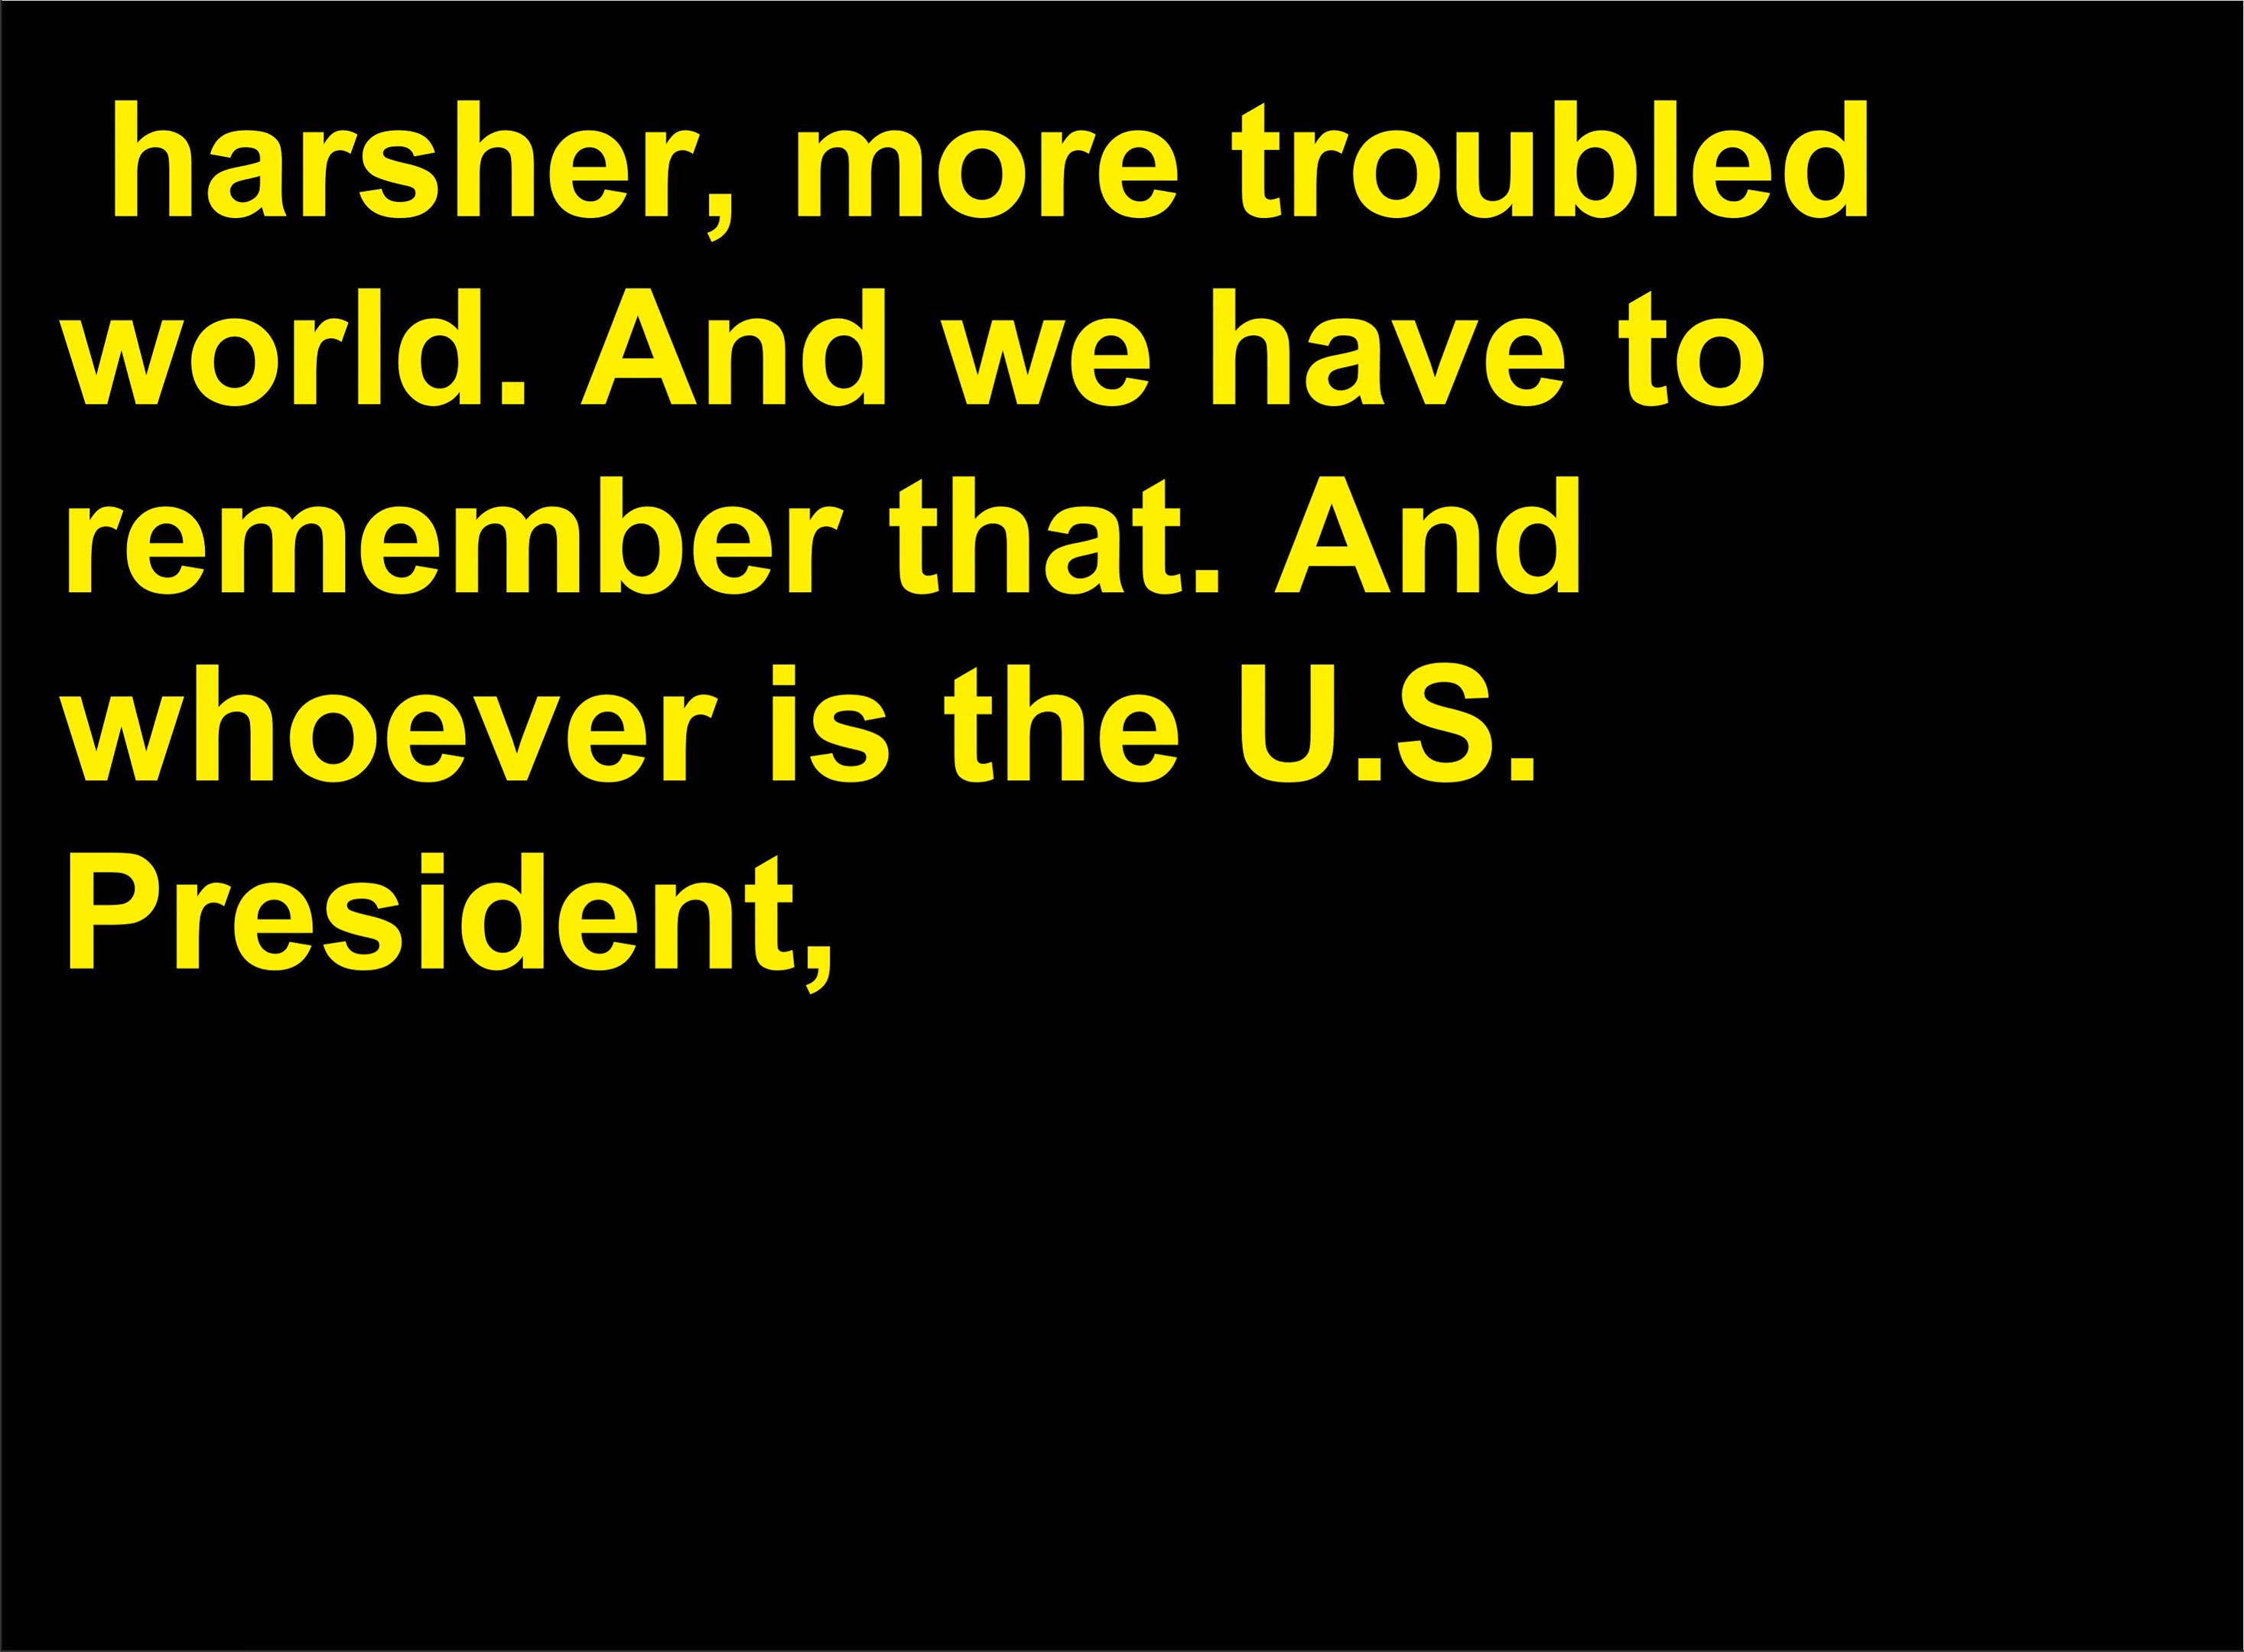 harsher, more troubled
world. And we have to
remember that. And
whoever is the U.S.
President,